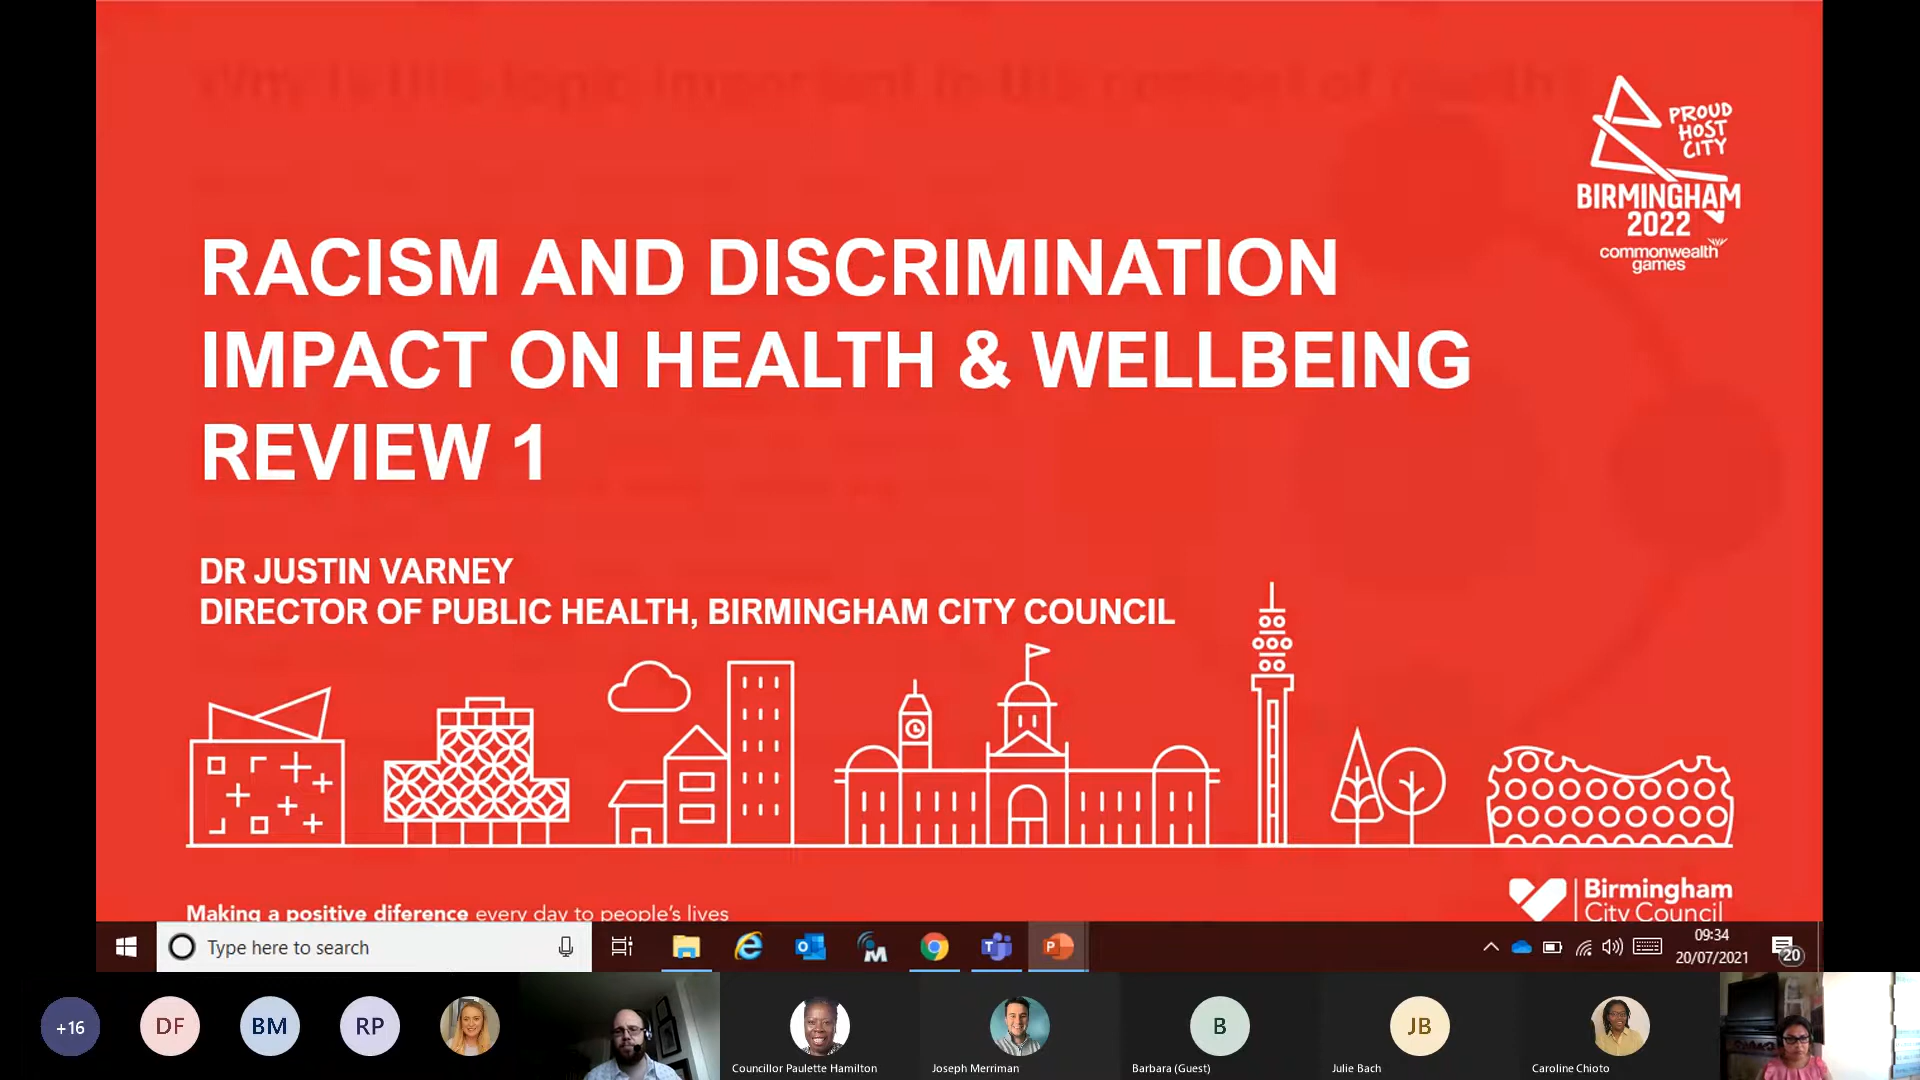 PROUD
HOST
CITY
BIRMINGHAM
2022
commonwealth
games
RACISM AND DISCRIMINATION
IMPACT ON HEALTH & WELLBEING
REVIEW 1
DR JUSTIN VARNEY
DIRECTOR OF PUBLIC HEALTH, BIRMINGHAM CITY COUNCIL
Making a positive diference every day to people's lives
Birmingham
City Council
Type here to search
09:34
20/07/2021
20
+16
DF
BM
RP
B
JB
Councillor Paulette Hamilton
Joseph Merriman
Barbara (Guest)
Julie Bach
Caroline Chioto